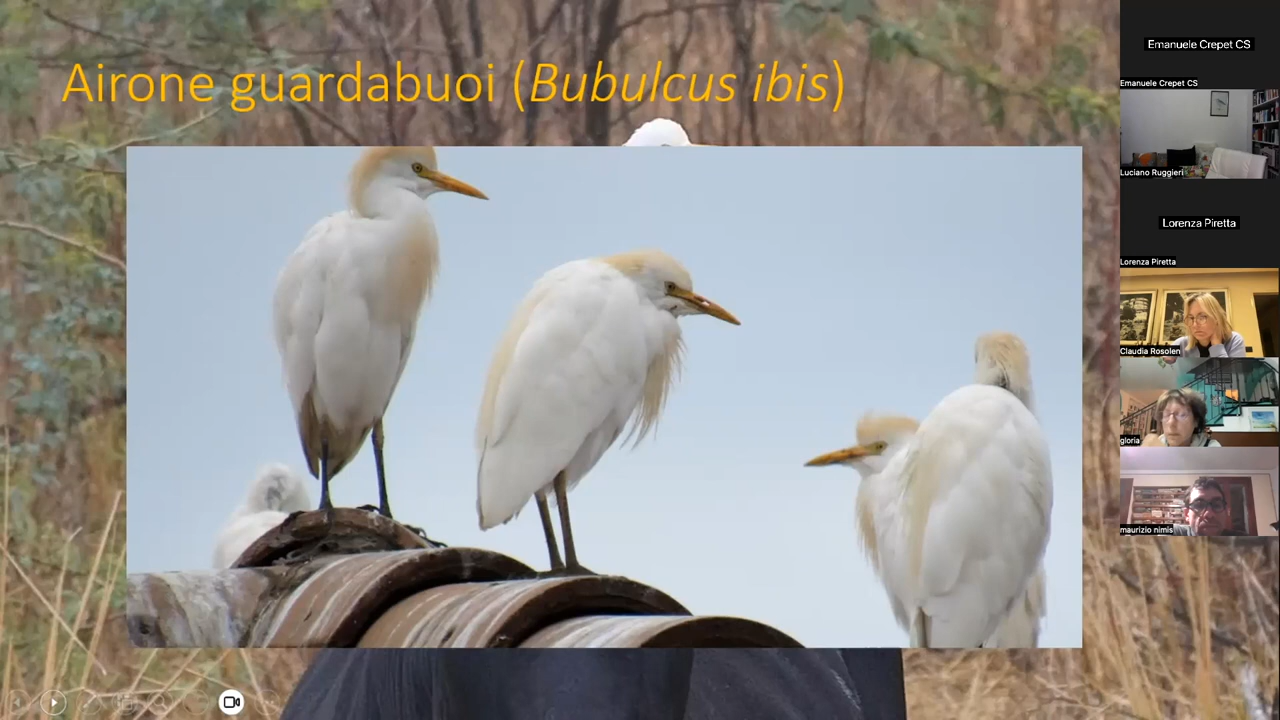 Airone guardabuoi (Bubulcus ibis)
Emanuele Crepet CS
Emanuele Crepet CS
Luciano Ruggieri
Lorenza Piretta
Lorenza Piretta
Claudia Rosolen
gloria
maurizio nimis